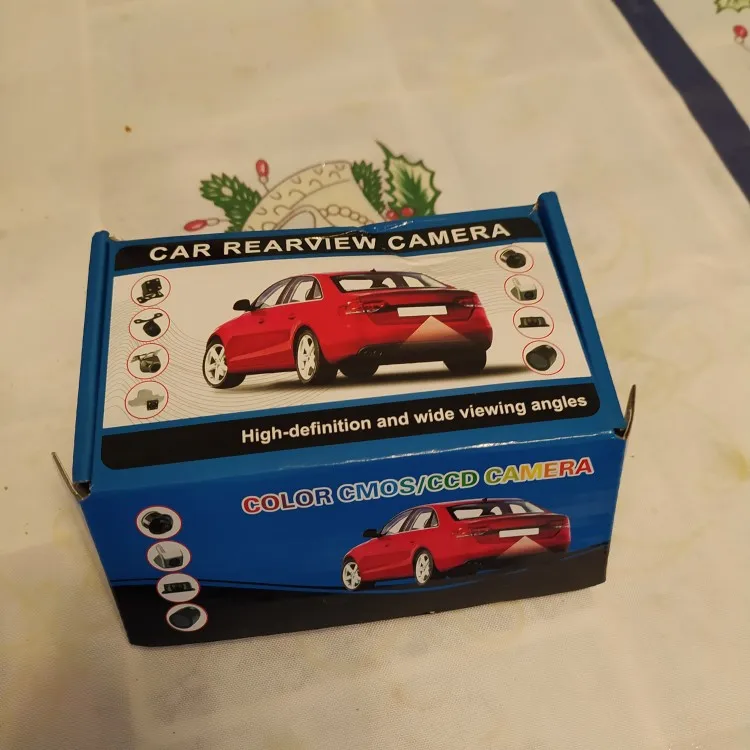 CAR REARVIEW CAMERA
High-definition and wide viewing angles
COLOR CMOS/CCD CAMERA